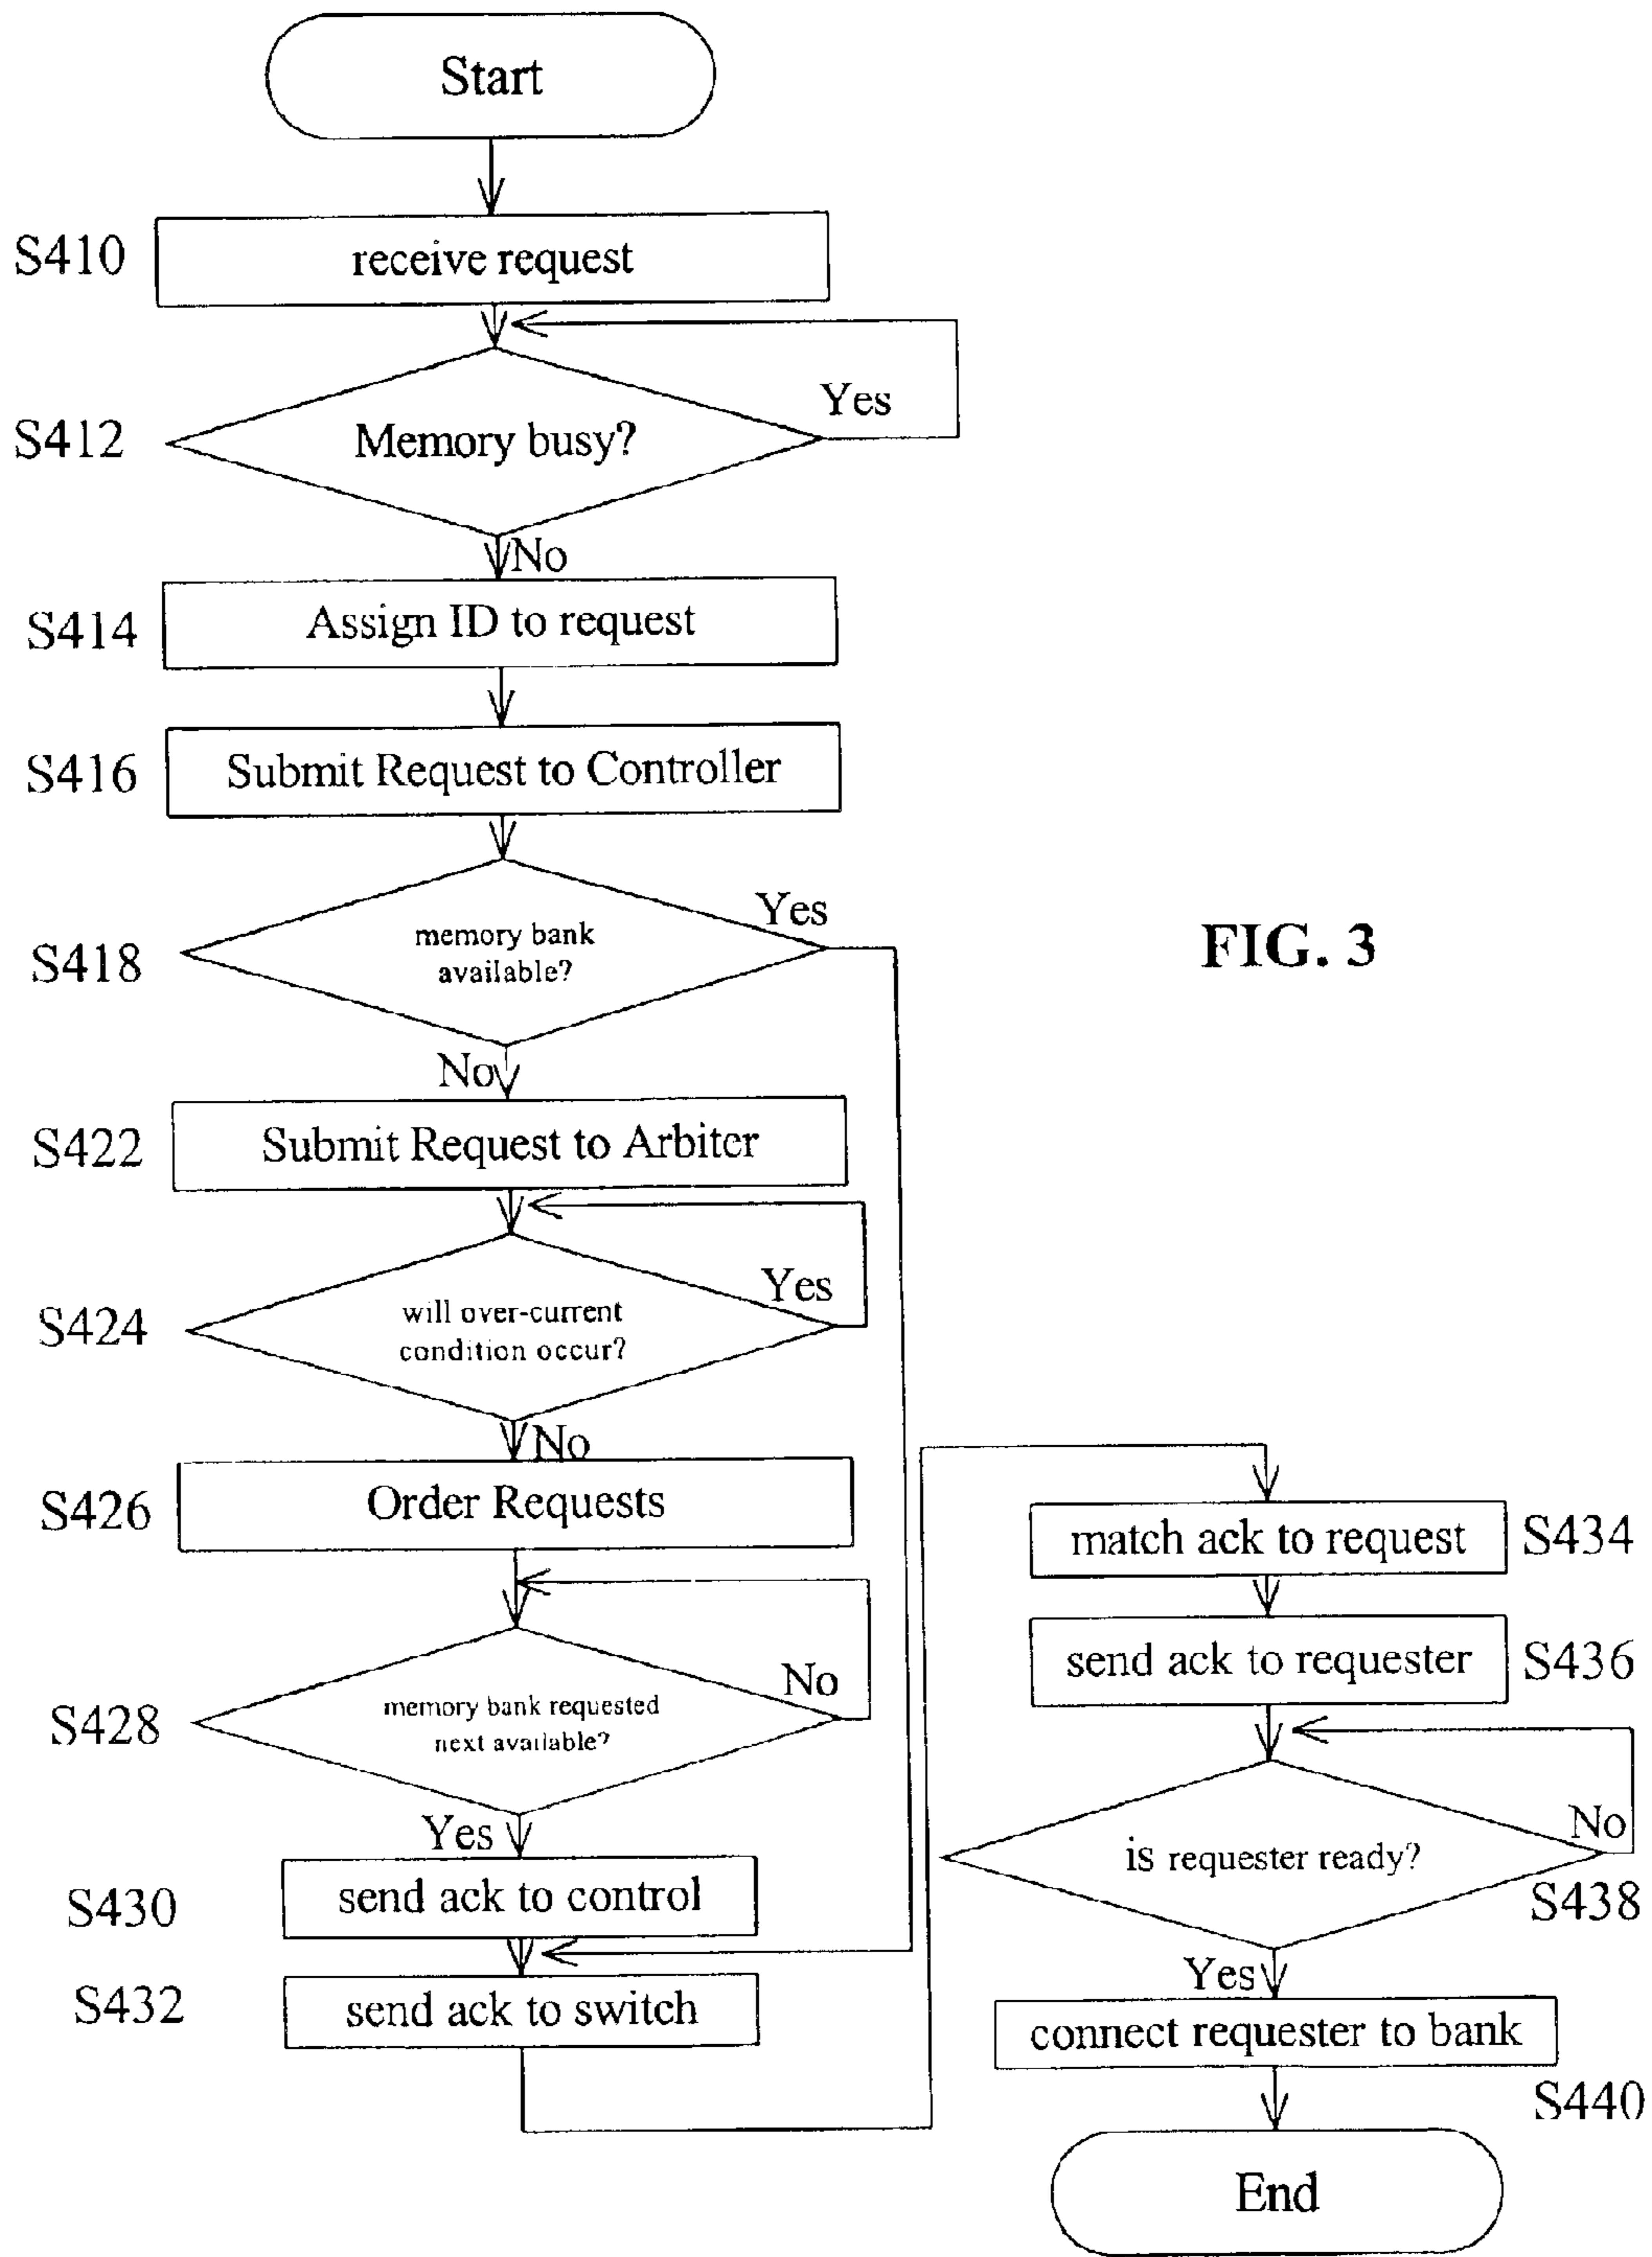 Start
S410
receive request
Yes
S412
Memory busy?
No
S414
Assign ID to request
S416
Submit Request to Controller
Yes
S418
memory bank
available?
No
FIG. 3
S422
Submit Request to Arbiter
Yes
S424
will over-current
condition occur?
No
S426
Order Requests
No
S428
memory bank requested
next available?
Yes
S430
send ack to control
S432
send ack to switch
match ack to request
S434
send ack to requester
S436
No
is requester ready?
S438
Yes
connect requester to bank
S440
End